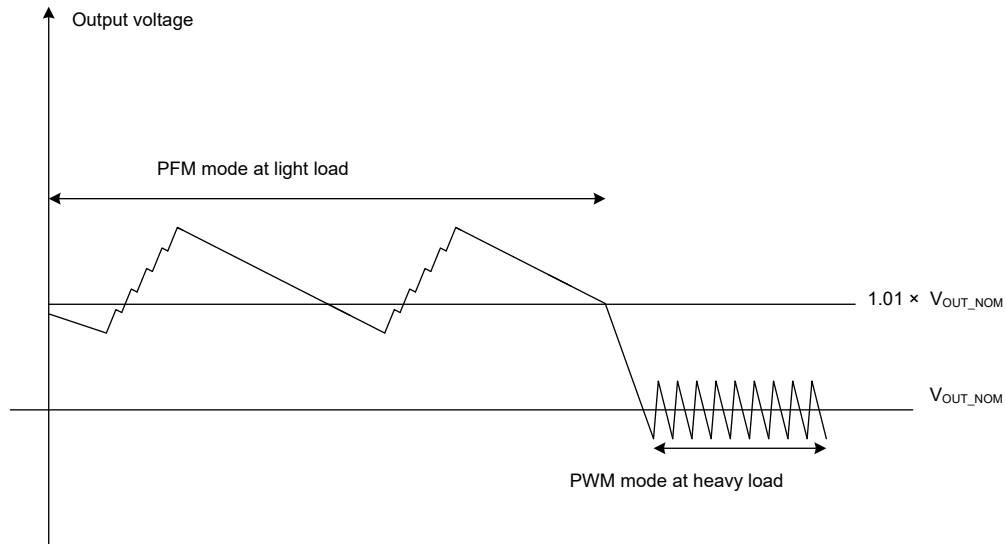 Output voltage
PFM mode at light load
1.01 × VOUT_NOM
VOUT_NOM
PWM mode at heavy load